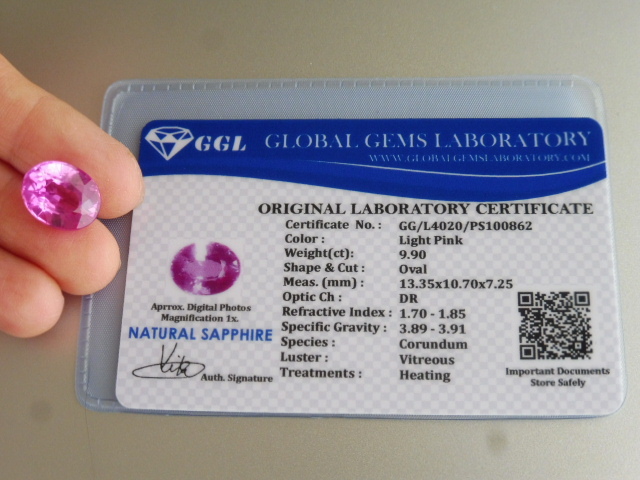 GGL GLOBAL GEMS LABORATORY
WWW.GLOBALGEMSLABORATORY.COM
ORIGINAL LABORATORY CERTIFICATE
Certificate No. : GG/L4020/PS100862
Color : Light Pink
Weight(ct): 9.90
Shape & Cut : Oval
Meas. (mm) : 13.35x10.70x7.25
Optic Ch : DR
Refractive Index : 1.70 - 1.85
Specific Gravity : 3.89 - 3.91
Species : Corundum
Luster : Vitreous
Treatments : Heating
Aprrox. Digital Photos
Magnification 1x.
NATURAL SAPPHIRE
Auth. Signature
Important Documents
Store Safely